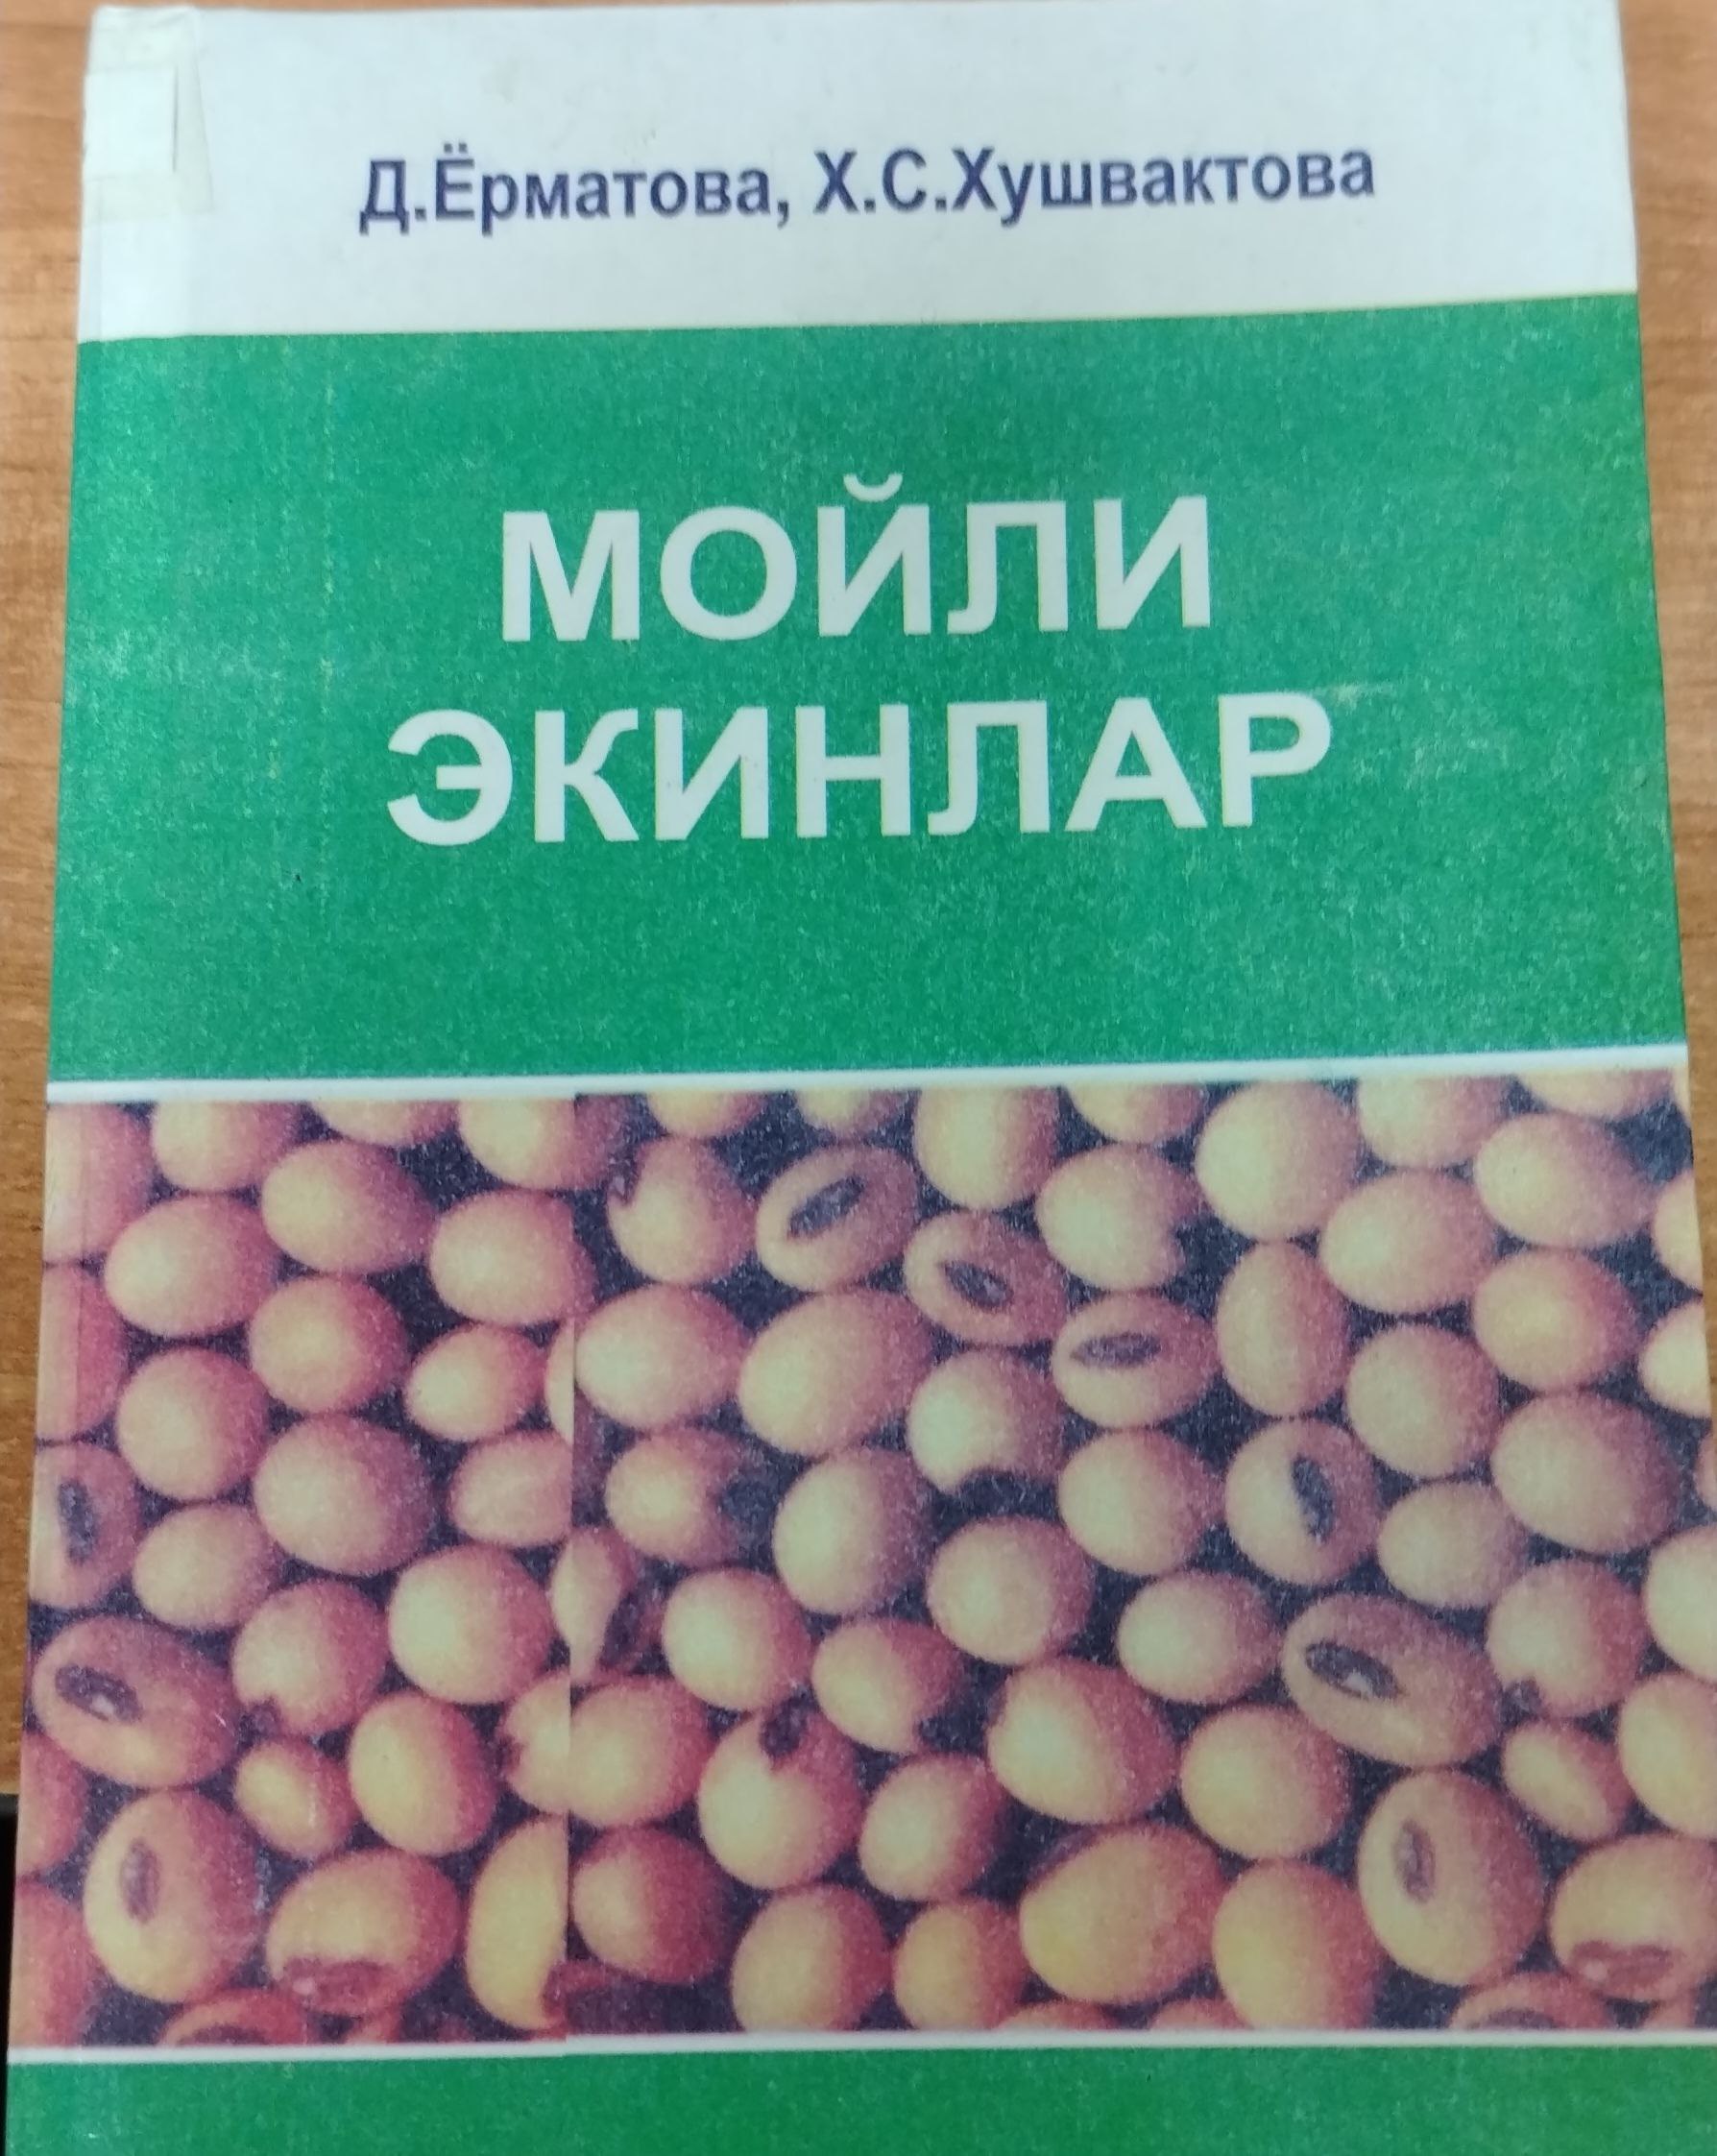 Д.Ёрматова, Х.С.Хушвактова
МОЙЛИ
ЭКИНЛАР